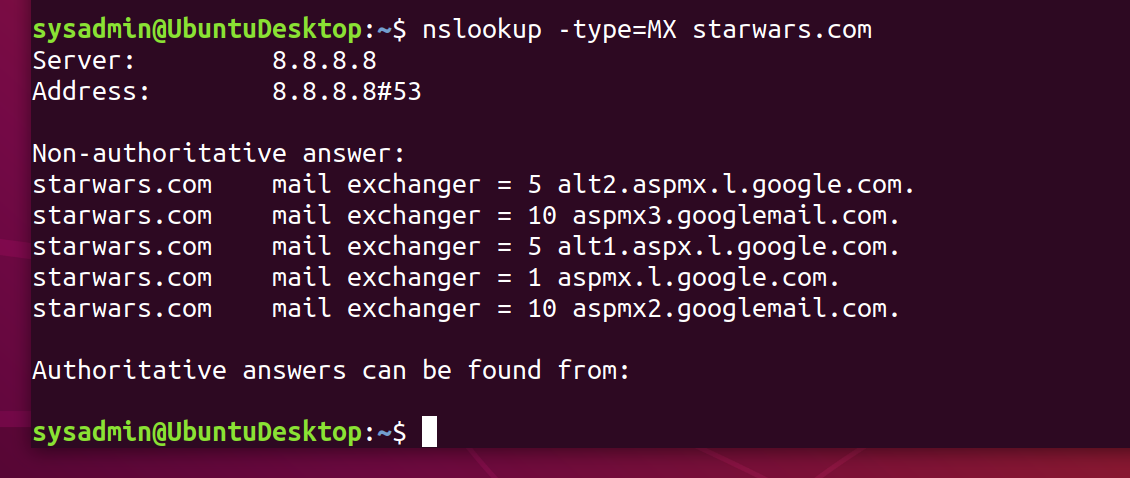 sysadmin@UbuntuDesktop:~$ nslookup -type=MX starwars.com
Server:         8.8.8.8
Address:        8.8.8.8#53
Non-authoritative answer:
starwars.com    mail exchanger = 5 alt2.aspmx.l.google.com.
starwars.com    mail exchanger = 10 aspmx3.googlemail.com.
starwars.com    mail exchanger = 5 alt1.aspx.l.google.com.
starwars.com    mail exchanger = 1 aspmx.l.google.com.
starwars.com    mail exchanger = 10 aspmx2.googlemail.com.
Authoritative answers can be found from:
sysadmin@UbuntuDesktop:~$